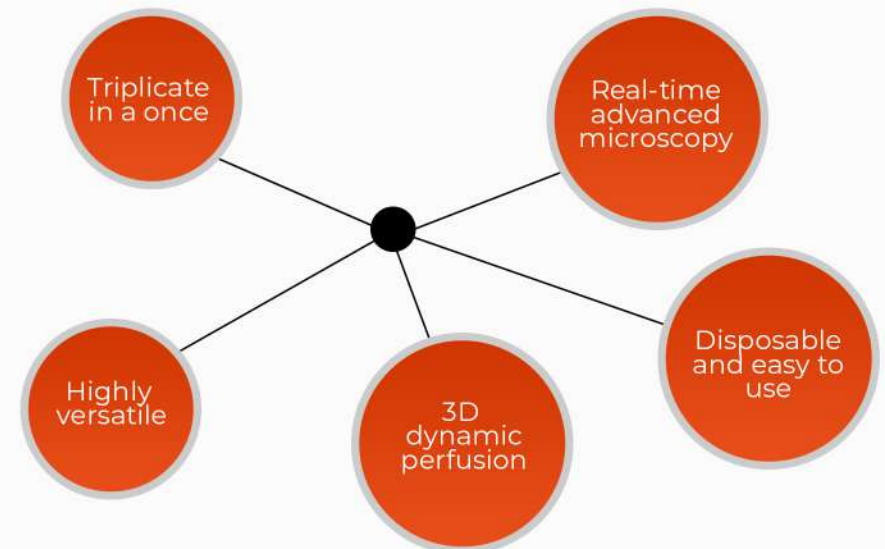 Triplicate
in a once
Real-time
advanced
microscopy
Highly
versatile
3D
dynamic
perfusion
Disposable
and easy to
use